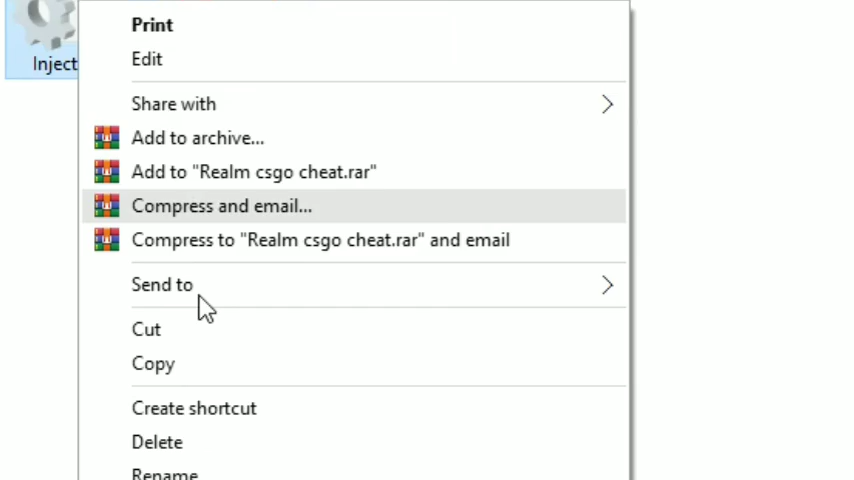 Print
Inject
Edit
Share with
Add to archive...
Add to "Realm csgo cheat.rar"
Compress and email...
Compress to "Realm csgo cheat.rar" and email
Send to
Cut
Copy
Create shortcut
Delete
Rename